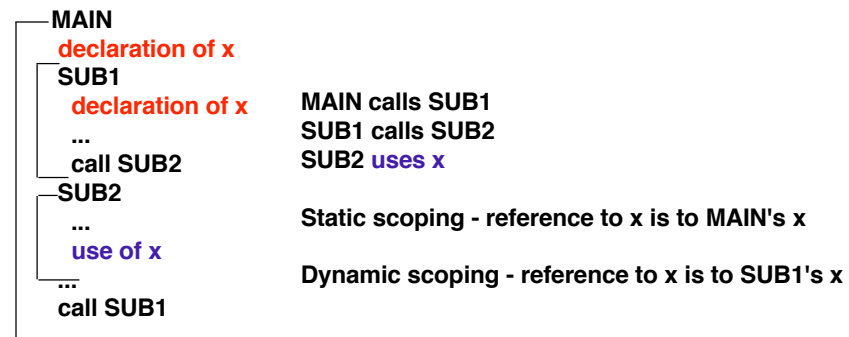 MAIN
declaration of x
SUB1
declaration of x
...
call SUB2
SUB2
...
use of x
...
call SUB1
MAIN calls SUB1
SUB1 calls SUB2
SUB2 uses x
Static scoping - reference to x is to MAIN's x
Dynamic scoping - reference to x is to SUB1's x